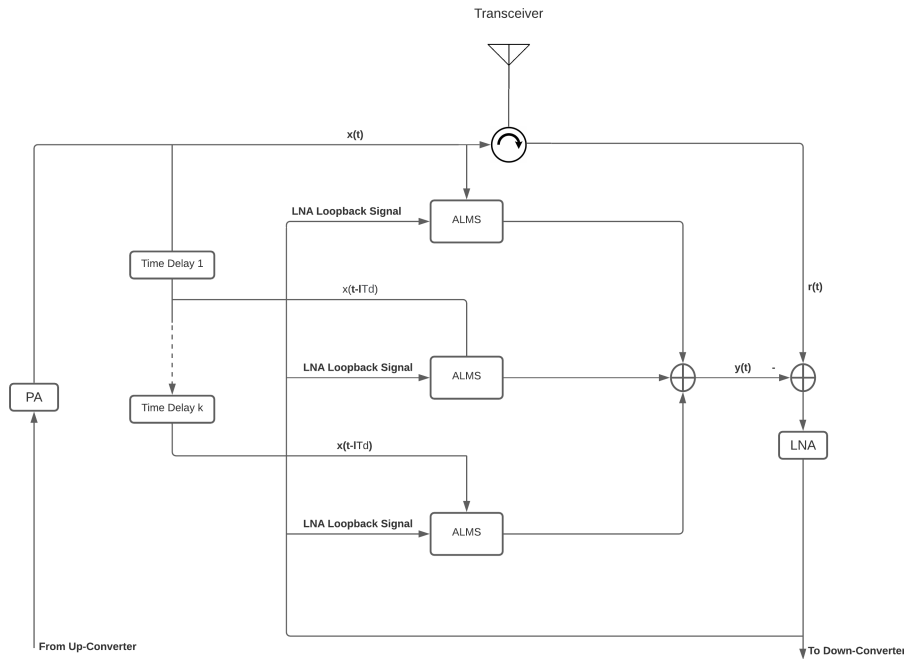 Transceiver
x(t)
LNA Loopback Signal
ALMS
Time Delay 1
x(t-lTd)
r(t)
LNA Loopback Signal
ALMS
y(t)
-
PA
Time Delay k
x(t-lTd)
LNA
LNA Loopback Signal
ALMS
From Up-Converter
To Down-Converter